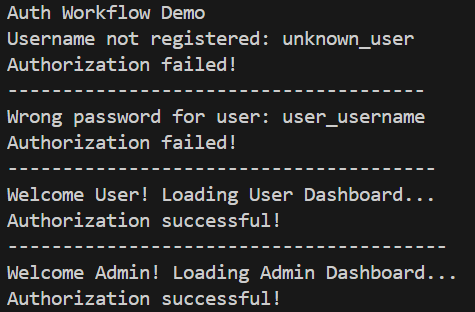 Auth Workflow Demo
Username not registered: unknown_user
Authorization failed!
--------------------------------------
Wrong password for user: user_username
Authorization failed!
---------------------------------------
Welcome User! Loading User Dashboard...
Authorization successful!
----------------------------------------
Welcome Admin! Loading Admin Dashboard...
Authorization successful!